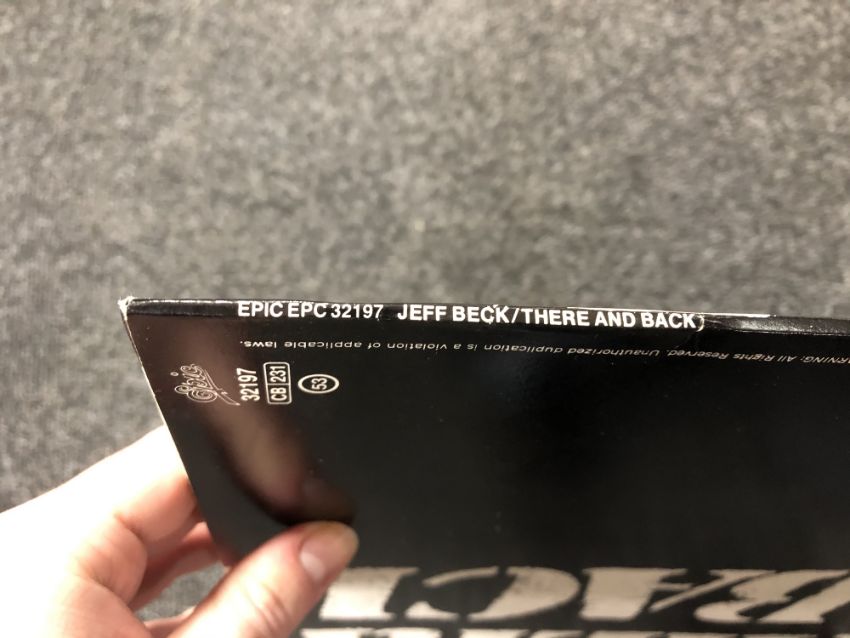 EPIC EPC 32197 JEFF BECK/THERE AND BACK
WARNING: All Rights Reserved. Unauthorized duplication is a violation of applicable laws.
Epic
32197
CB 231
53